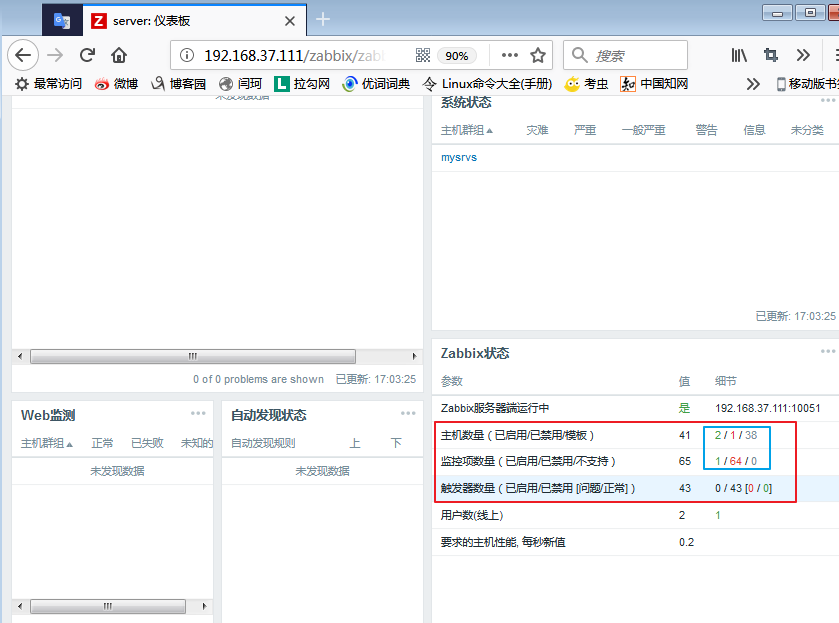 server: 仪表板
192.168.37.111/zabbix/zab
90%
搜索
最常访问 微博 博客园 闫珂 拉勾网 优词词典 Linux命令大全(手册) 考虫 中国知网 移动版书
未发现数据
系统状态
主机群组 灾难 严重 一般严重 警告 信息 未分类
mysrvs
已更新: 17:03:25
0 of 0 problems are shown 已更新: 17:03:25
Web监测
主机群组 正常 已失败 未知的
未发现数据
自动发现状态
自动发现规则 上 下
未发现数据
Zabbix状态
参数 值 细节
Zabbix服务器端运行中 是 192.168.37.111:10051
主机数量 ( 已启用/已禁用/模板 ) 41 2 / 1 / 38
监控项数量 ( 已启用/已禁用/不支持 ) 65 1 / 64 / 0
触发器数量 ( 已启用/已禁用 [问题/正常] ) 43 0 / 43 [0 / 0]
用户数(线上) 2 1
要求的主机性能, 每秒新值 0.2